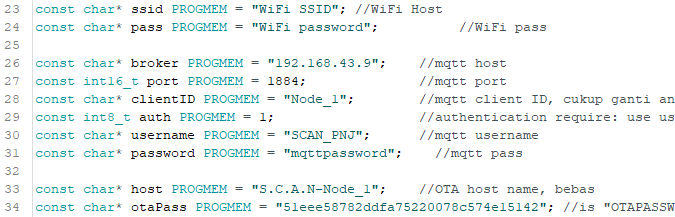 23 const char* ssid PROGMEM = "WiFi SSID"; //WiFi Host
24 const char* pass PROGMEM = "WiFi password"; //WiFi pass
25
26 const char* broker PROGMEM = "192.168.43.9"; //mqtt host
27 const int16_t port PROGMEM = 1884; //mqtt port
28 const char* clientID PROGMEM = "Node_1"; //mqtt client ID, cukup ganti an
29 const int8_t auth PROGMEM = 1; //authentication require: use us
30 const char* username PROGMEM = "SCAN_PNJ"; //mqtt username
31 const char* password PROGMEM = "mqttpassword"; //mqtt pass
32
33 const char* host PROGMEM = "S.C.A.N-Node_1"; //OTA host name, bebas
34 const char* otaPass PROGMEM = "51eee58782ddfa75220078c574e15142"; //is "OTAPASSW